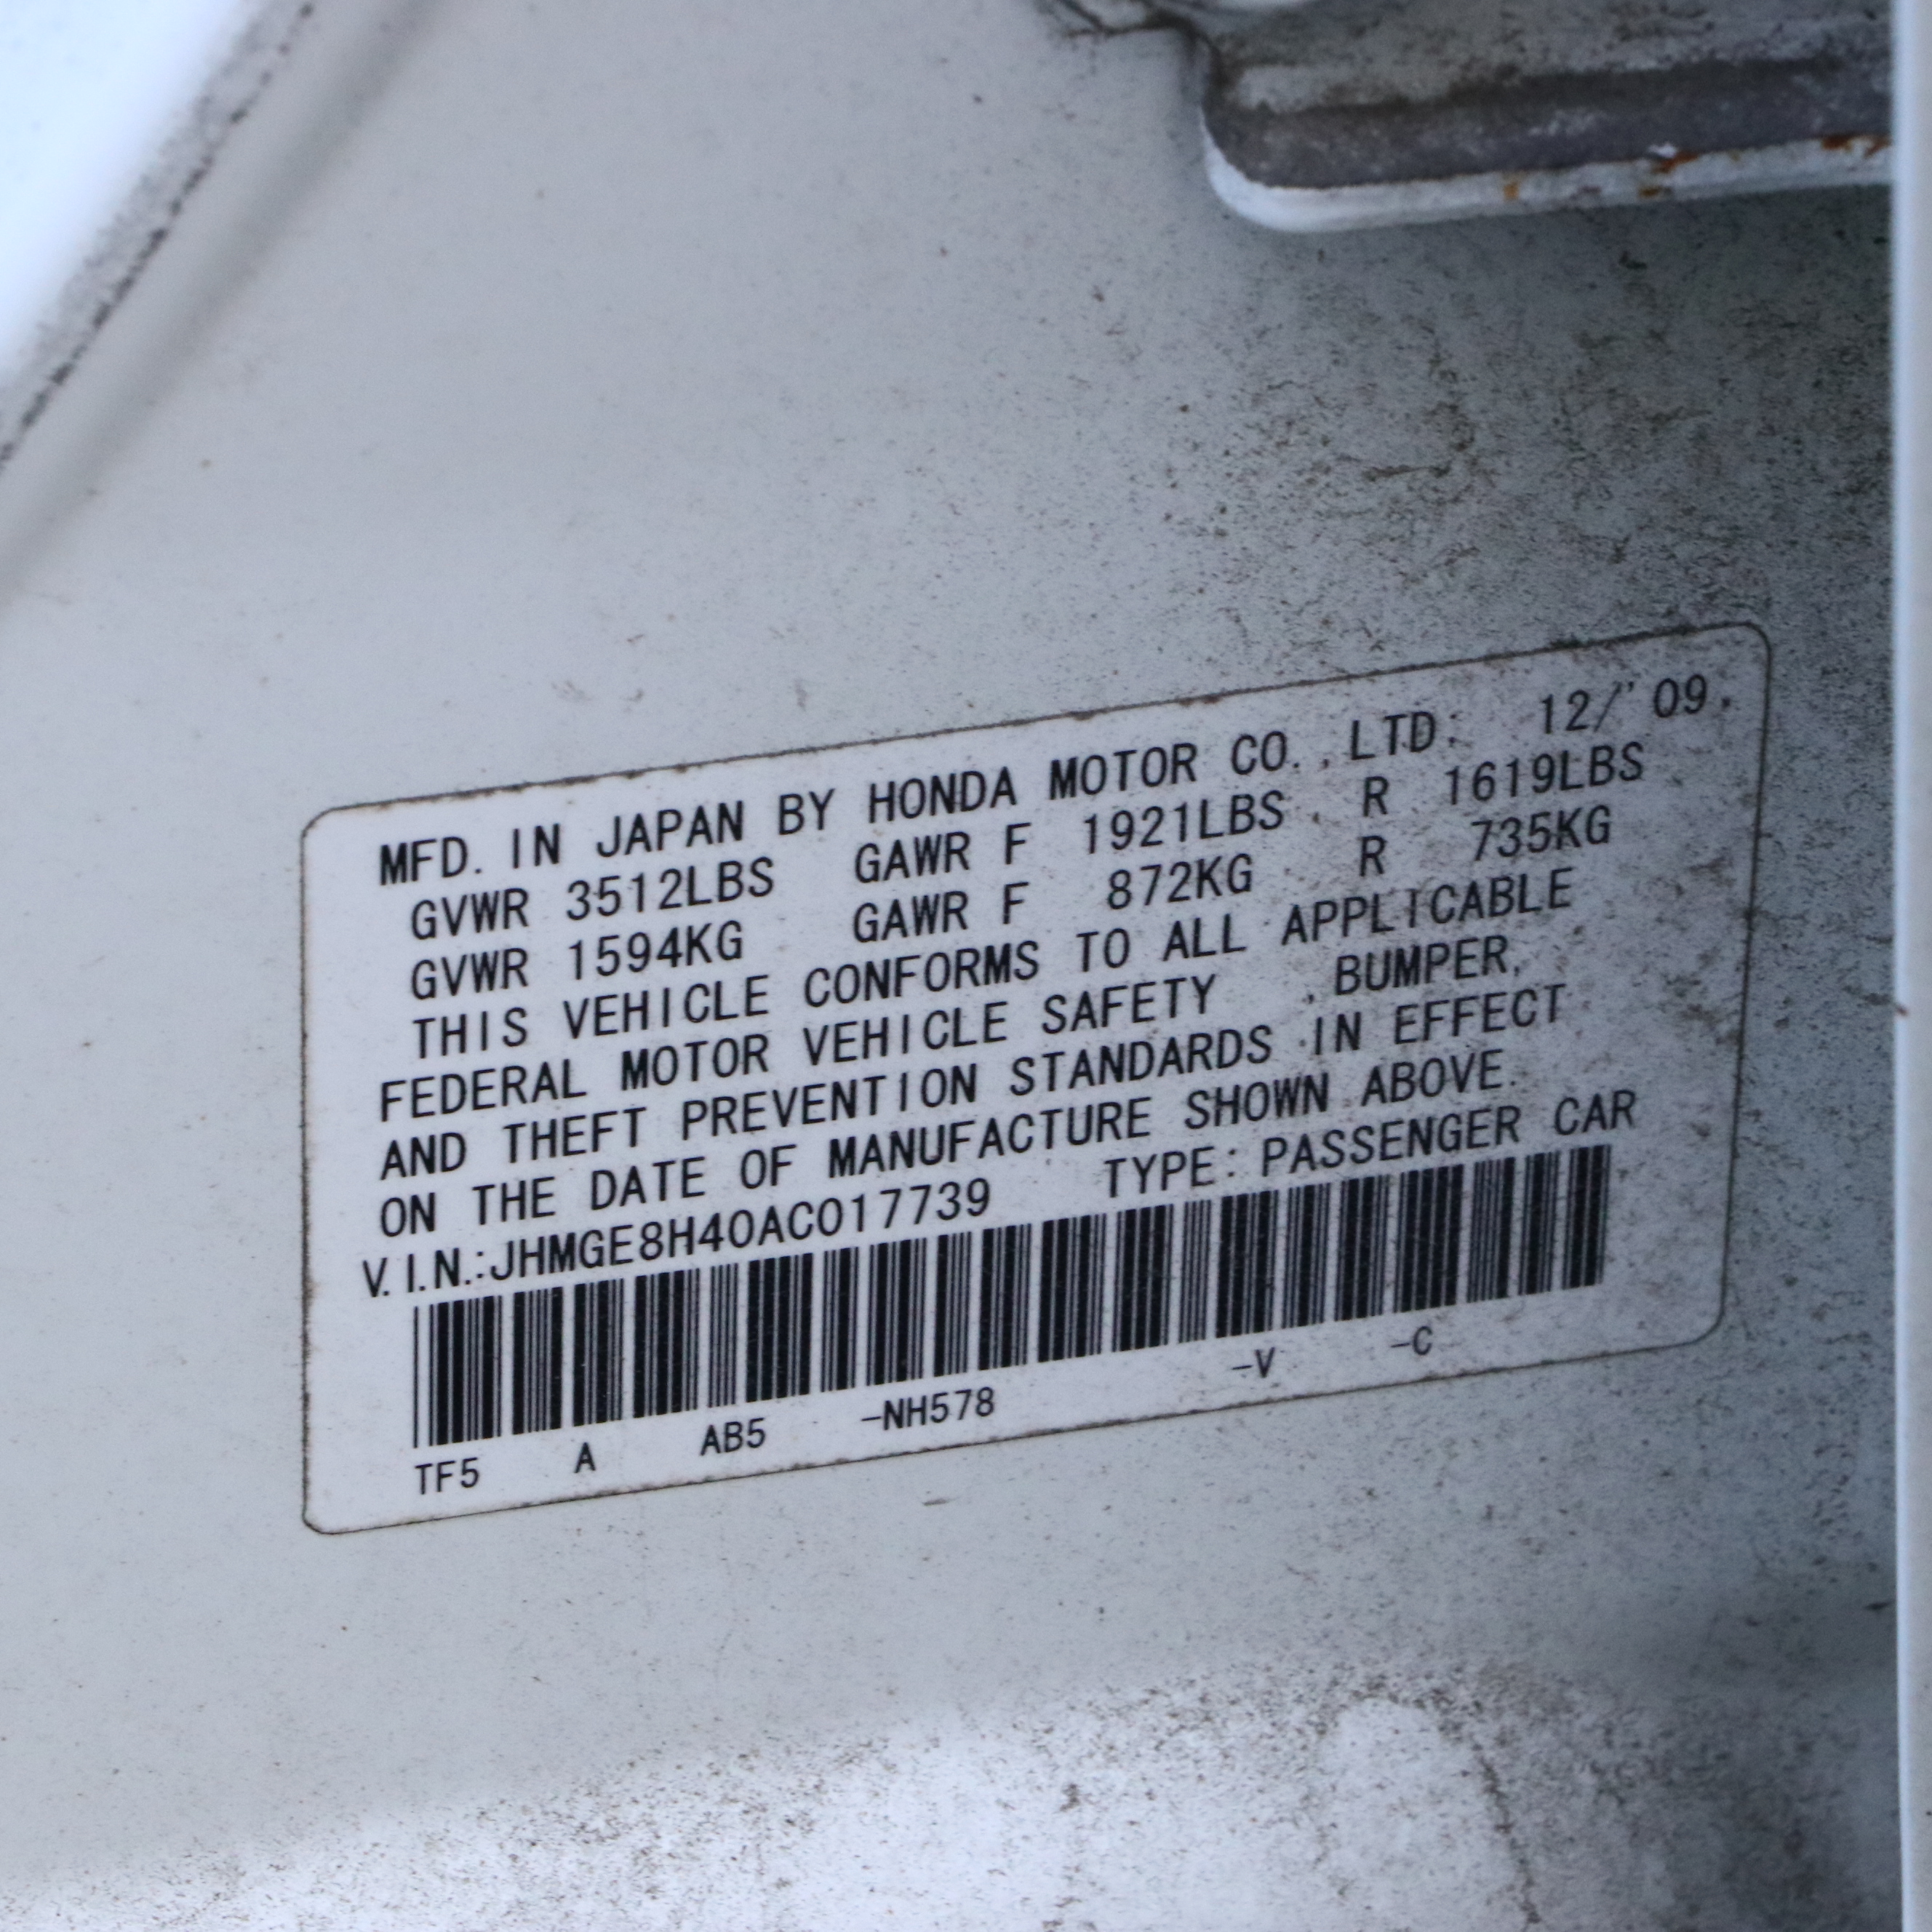 MFD. IN JAPAN BY HONDA MOTOR CO., LTD. 12/'09.
GVWR 3512LBS GAWR F 1921LBS R 1619LBS
GVWR 1594KG GAWR F 872KG R 735KG
THIS VEHICLE CONFORMS TO ALL APPLICABLE
FEDERAL MOTOR VEHICLE SAFETY , BUMPER,
AND THEFT PREVENTION STANDARDS IN EFFECT
ON THE DATE OF MANUFACTURE SHOWN ABOVE.
V.I.N.:JHMGE8H40AC017739 TYPE:PASSENGER CAR
TF5 A AB5 -NH578 -V -C